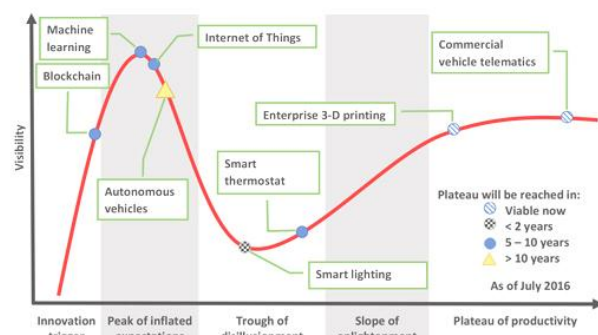 Machine
learning
Internet of Things
Blockchain
Commercial
vehicle telematics
Enterprise 3-D printing
Visibility
Autonomous
vehicles
Smart
thermostat
Smart lighting
Plateau will be reached in:
Viable now
< 2 years
5 – 10 years
> 10 years
As of July 2016
Innovation
Peak of inflated
Trough of
Slope of
Plateau of productivity